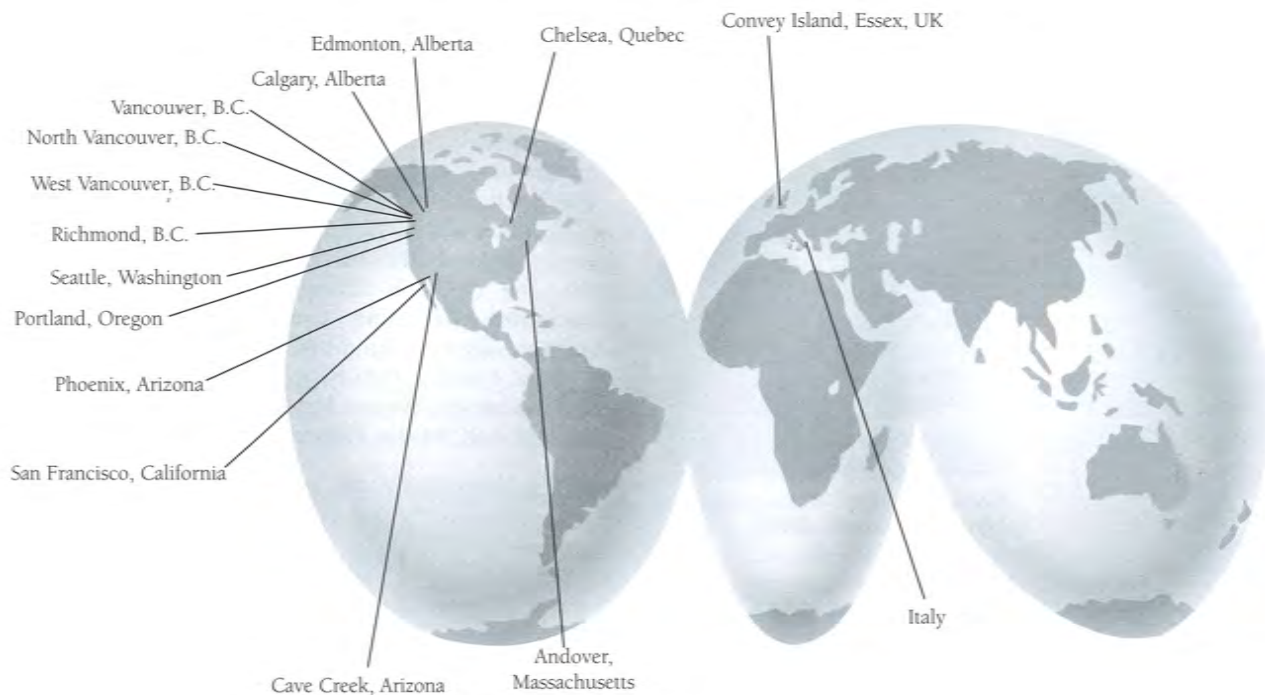 Convey Island, Essex, UK
Chelsea, Quebec
Edmonton, Alberta
Calgary, Alberta
Vancouver, B.C.
North Vancouver, B.C.
West Vancouver, B.C.
Richmond, B.C.
Seattle, Washington
Portland, Oregon
Phoenix, Arizona
San Francisco, California
Italy
Andover,
Massachusetts
Cave Creek, Arizona